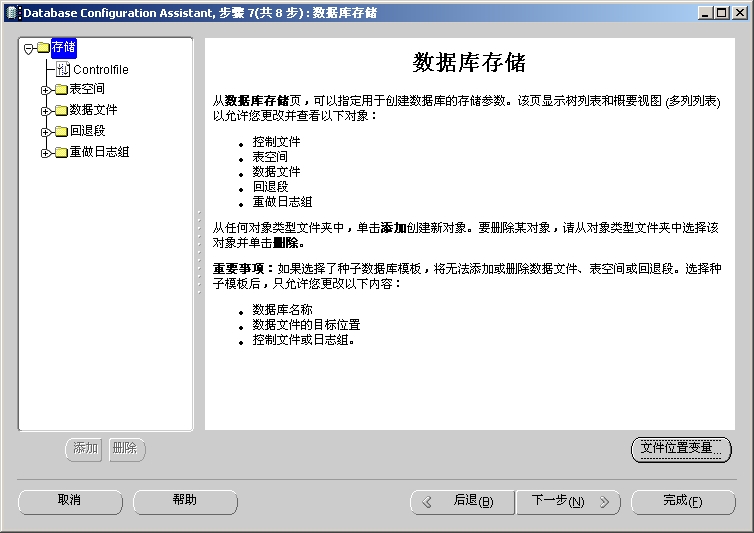 Database Configuration Assistant, 步骤 7(共 8 步) : 数据库存储
存储
Controlfile
表空间
数据文件
回退段
重做日志组
数据库存储
从数据库存储页，可以指定用于创建数据库的存储参数。该页显示树列表和概要视图 (多列列表)
以允许您更改并查看以下对象：
控制文件
表空间
数据文件
回退段
重做日志组
从任何对象类型文件夹中，单击添加创建新对象。要删除某对象，请从对象类型文件夹中选择该
对象并单击删除。
重要事项：如果选择了种子数据库模板，将无法添加或删除数据文件、表空间或回退段。选择种
子模板后，只允许您更改以下内容：
数据库名称
数据文件的目标位置
控制文件或日志组。
添加 删除 文件位置变量...
取消 帮助 后退(B) 下一步(N) 完成(F)